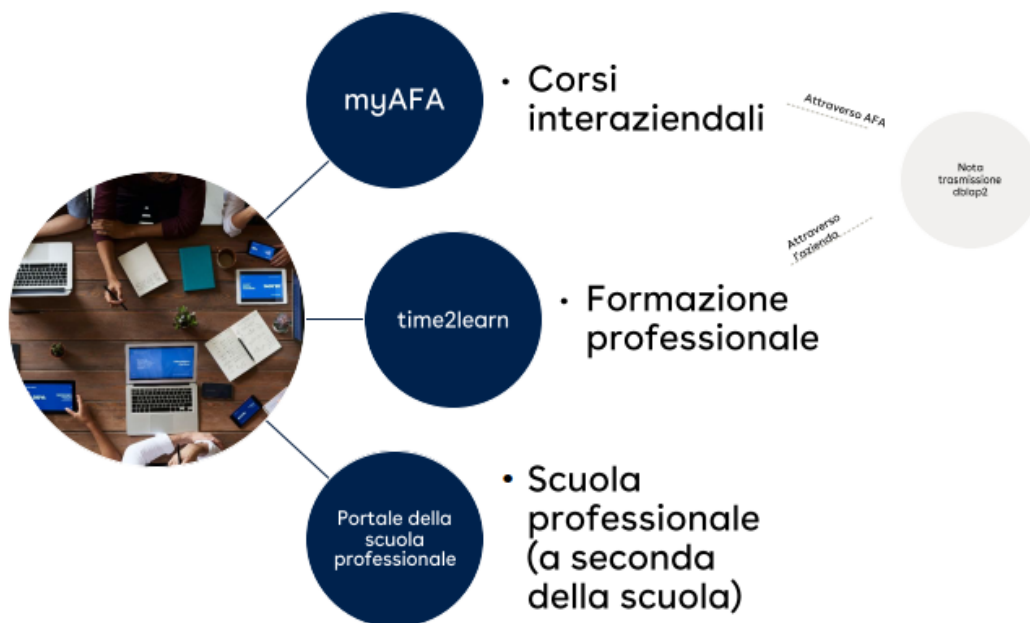 myAFA
• Corsi
interaziendali
Attraverso AFA
Nota
trasmissione
dblap2
Attraverso
l'azienda
time2learn
• Formazione
professionale
Portale della
scuola
professionale
• Scuola
professionale
(a seconda
della scuola)